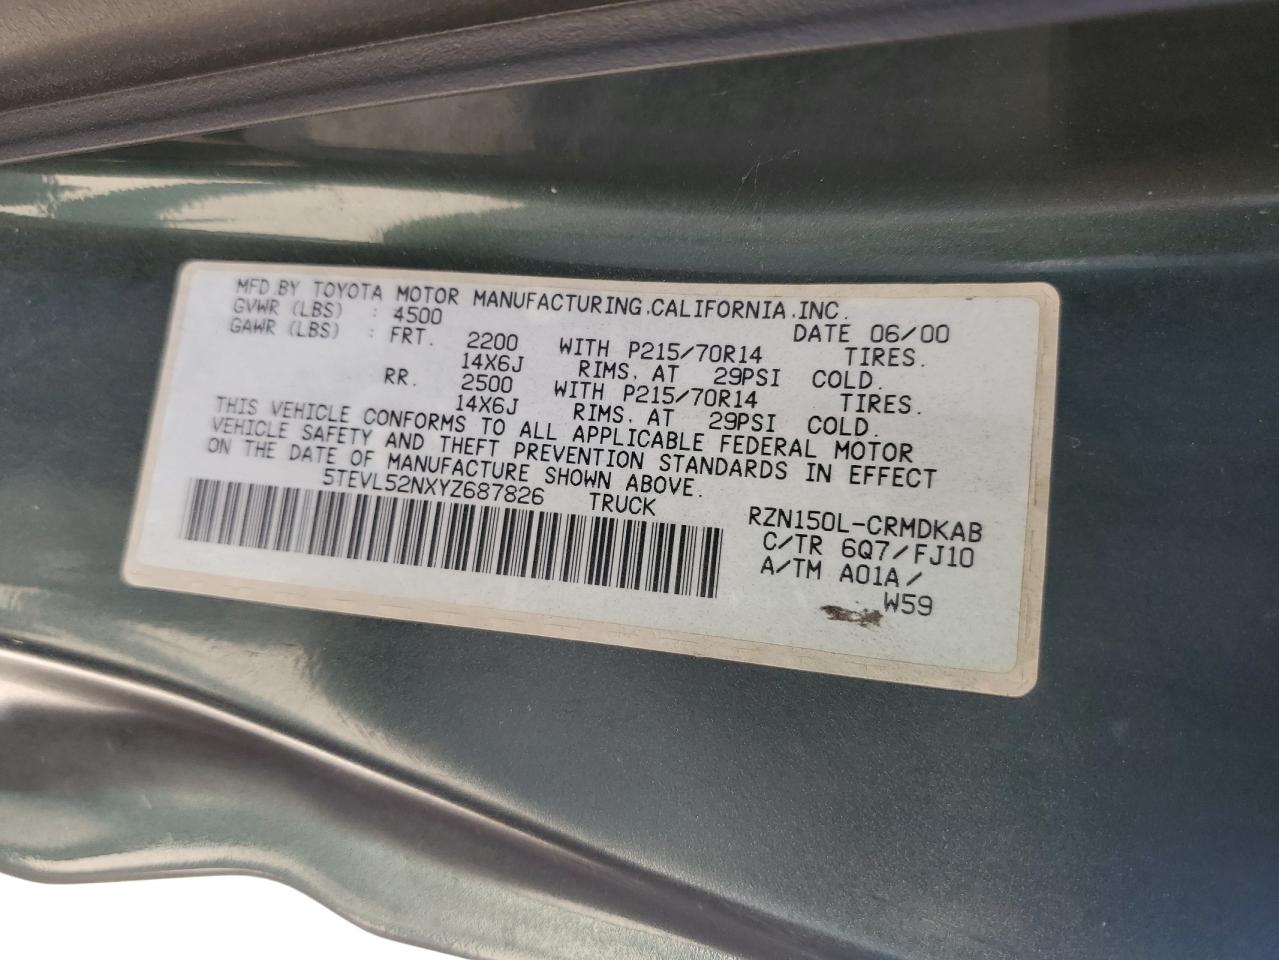 MFD.BY TOYOTA MOTOR MANUFACTURING,CALIFORNIA,INC.
GVWR (LBS) : 4500 DATE 06/00
GAWR (LBS) : FRT. 2200 WITH P215/70R14 TIRES.
14X6J RIMS, AT 29PSI COLD.
RR. 2500 WITH P215/70R14 TIRES.
14X6J RIMS, AT 29PSI COLD.
THIS VEHICLE CONFORMS TO ALL APPLICABLE FEDERAL MOTOR
VEHICLE SAFETY AND THEFT PREVENTION STANDARDS IN EFFECT
ON THE DATE OF MANUFACTURE SHOWN ABOVE.
5TEVL52NXYZ687826 TRUCK
RZN150L-CRMDKAB
C/TR 6Q7/FJ10
A/TM A01A/
W59